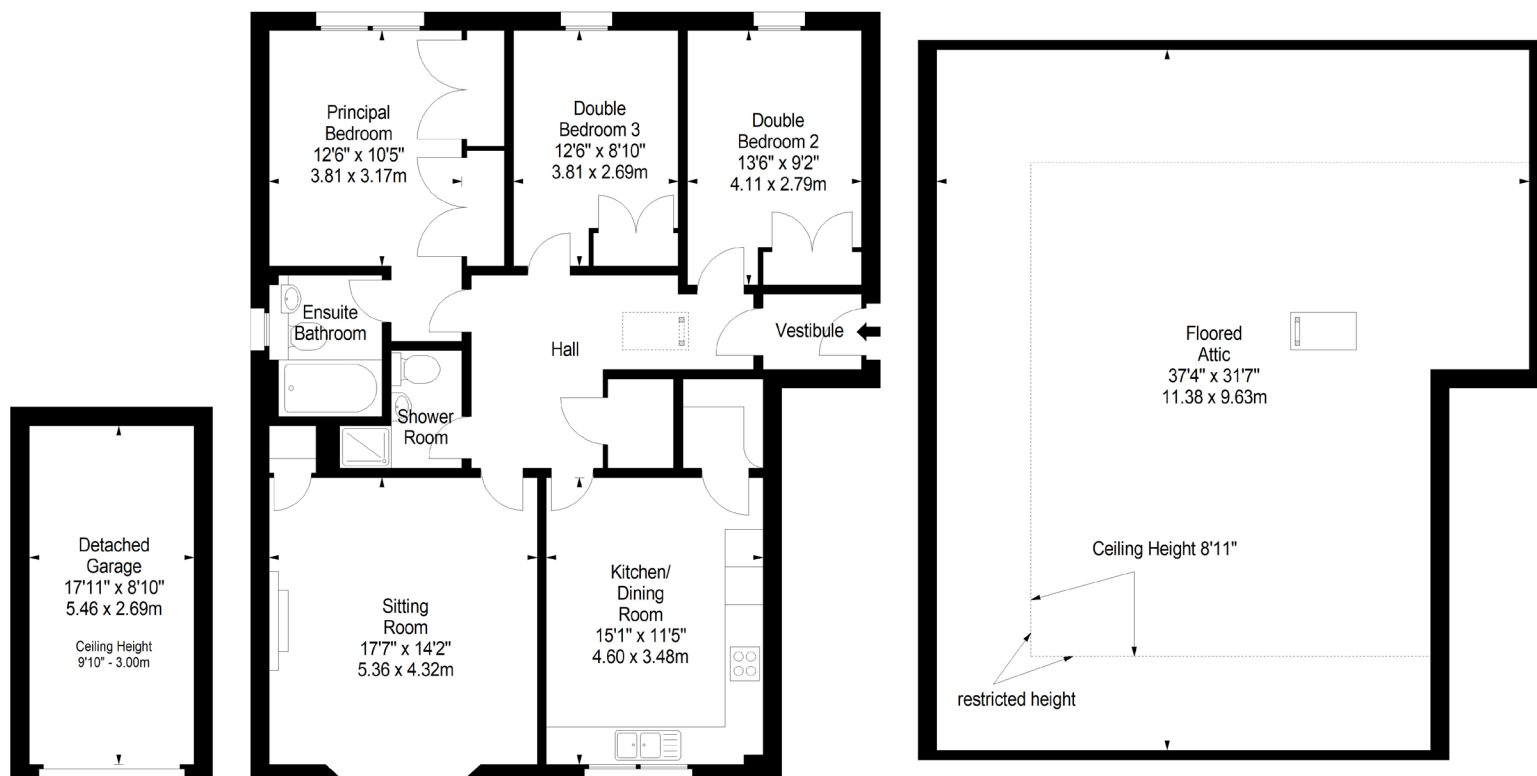 Principal
Bedroom
12'6" x 10'5"
3.81 x 3.17m
Double
Bedroom 3
12'6" x 8'10"
3.81 x 2.69m
Double
Bedroom 2
13'6" x 9'2"
4.11 x 2.79m
Ensuite
Bathroom
Hall
Vestibule
Shower
Room
Sitting
Room
17'7" x 14'2"
5.36 x 4.32m
Kitchen/
Dining
Room
15'1" x 11'5"
4.60 x 3.48m
Detached
Garage
17'11" x 8'10"
5.46 x 2.69m
Ceiling Height
9'10" - 3.00m
Floored
Attic
37'4" x 31'7"
11.38 x 9.63m
Ceiling Height 8'11"
restricted height